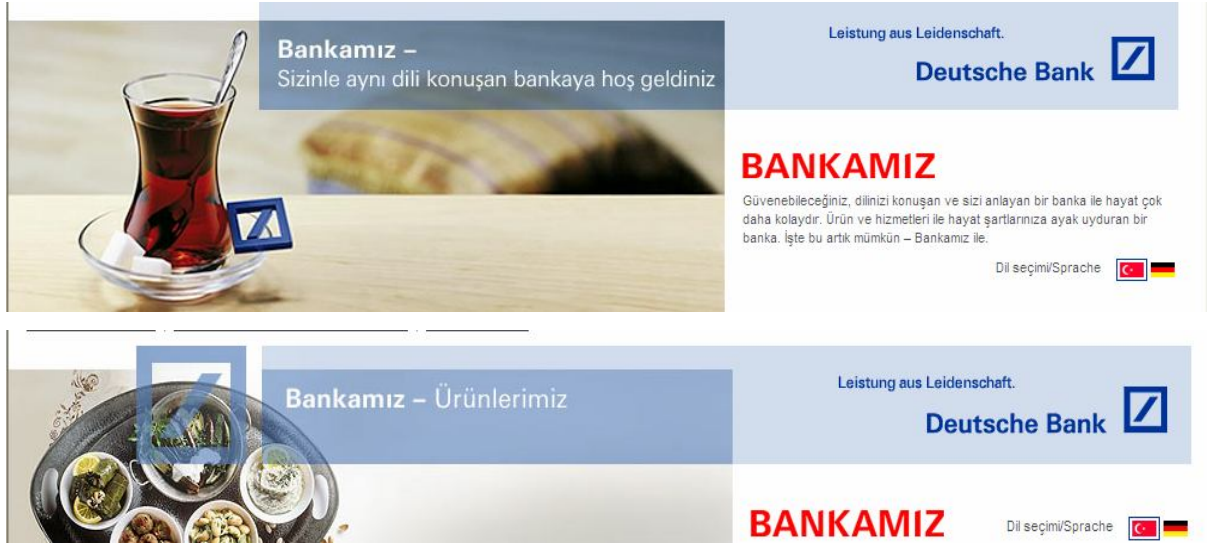 Bankamız –
Sizinle aynı dili konuşan bankaya hoş geldiniz
Leistung aus Leidenschaft.
Deutsche Bank
BANKAMIZ
Güvenebileceğiniz, dilinizi konuşan ve sizi anlayan bir banka ile hayat çok
daha kolaydır. Ürün ve hizmetleri ile hayat şartlarınıza ayak uyduran bir
banka. İşte bu artık mümkün – Bankamız ile.
Dil seçimi/Sprache
Bankamız – Ürünlerimiz
Leistung aus Leidenschaft.
Deutsche Bank
BANKAMIZ
Dil seçimi/Sprache